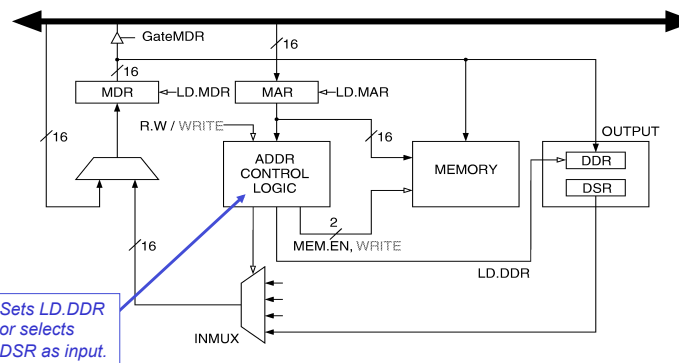 GateMDR
16
16
MDR
LD.MDR
MAR
LD.MAR
R.W / WRITE
16
16
OUTPUT
ADDR
CONTROL
LOGIC
MEMORY
DDR
DSR
2
MEM.EN, WRITE
16
LD.DDR
Sets LD.DDR
or selects
DSR as input.
INMUX